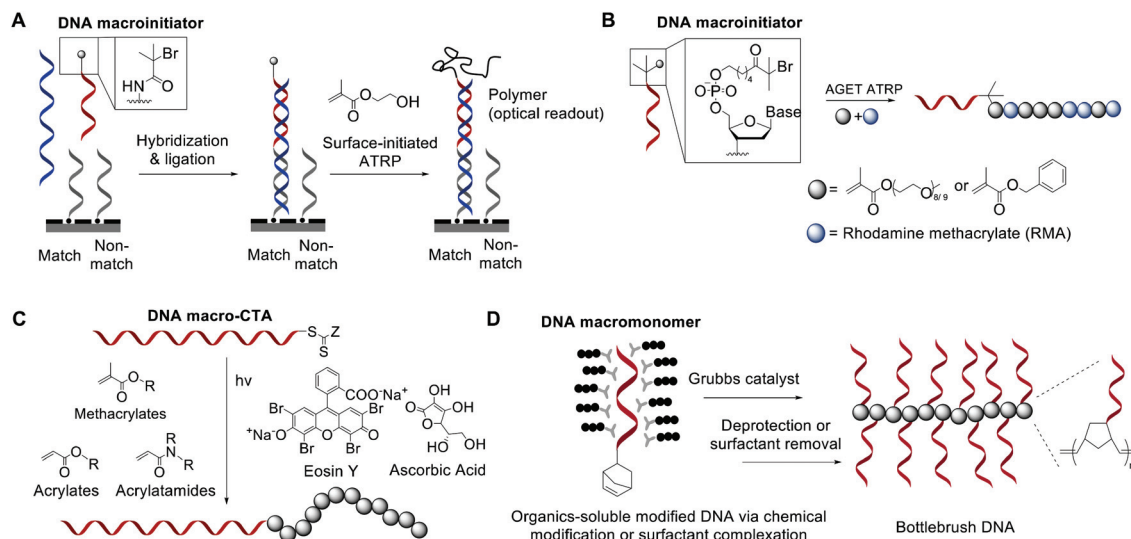 A
DNA macroinitiator
Br
O
HN
Hybridization
& ligation
OH
O
O
Surface-initiated
ATRP
Polymer
(optical readout)
Match
Non-
match
Match
Non-
match
Match
Non-
match
B
DNA macroinitiator
O
O
Br
4
O-P=O
O
Base
O
AGET ATRP
+
= O O 8/9 or O O
= Rhodamine methacrylate (RMA)
C
DNA macro-CTA
S Z
S
O R
O
Methacrylates
hν
O R
O
Acrylates
R
N R
O
Acrylatamides
COO⁻Na⁺
Br Br
⁺Na⁻O O O
Br Br
Eosin Y
OH
O OH
O
OH
OH
Ascorbic Acid
D
DNA macromonomer
Grubbs catalyst
Deprotection or
surfactant removal
Organics-soluble modified DNA via chemical
modification or surfactant complexation
Bottlebrush DNA